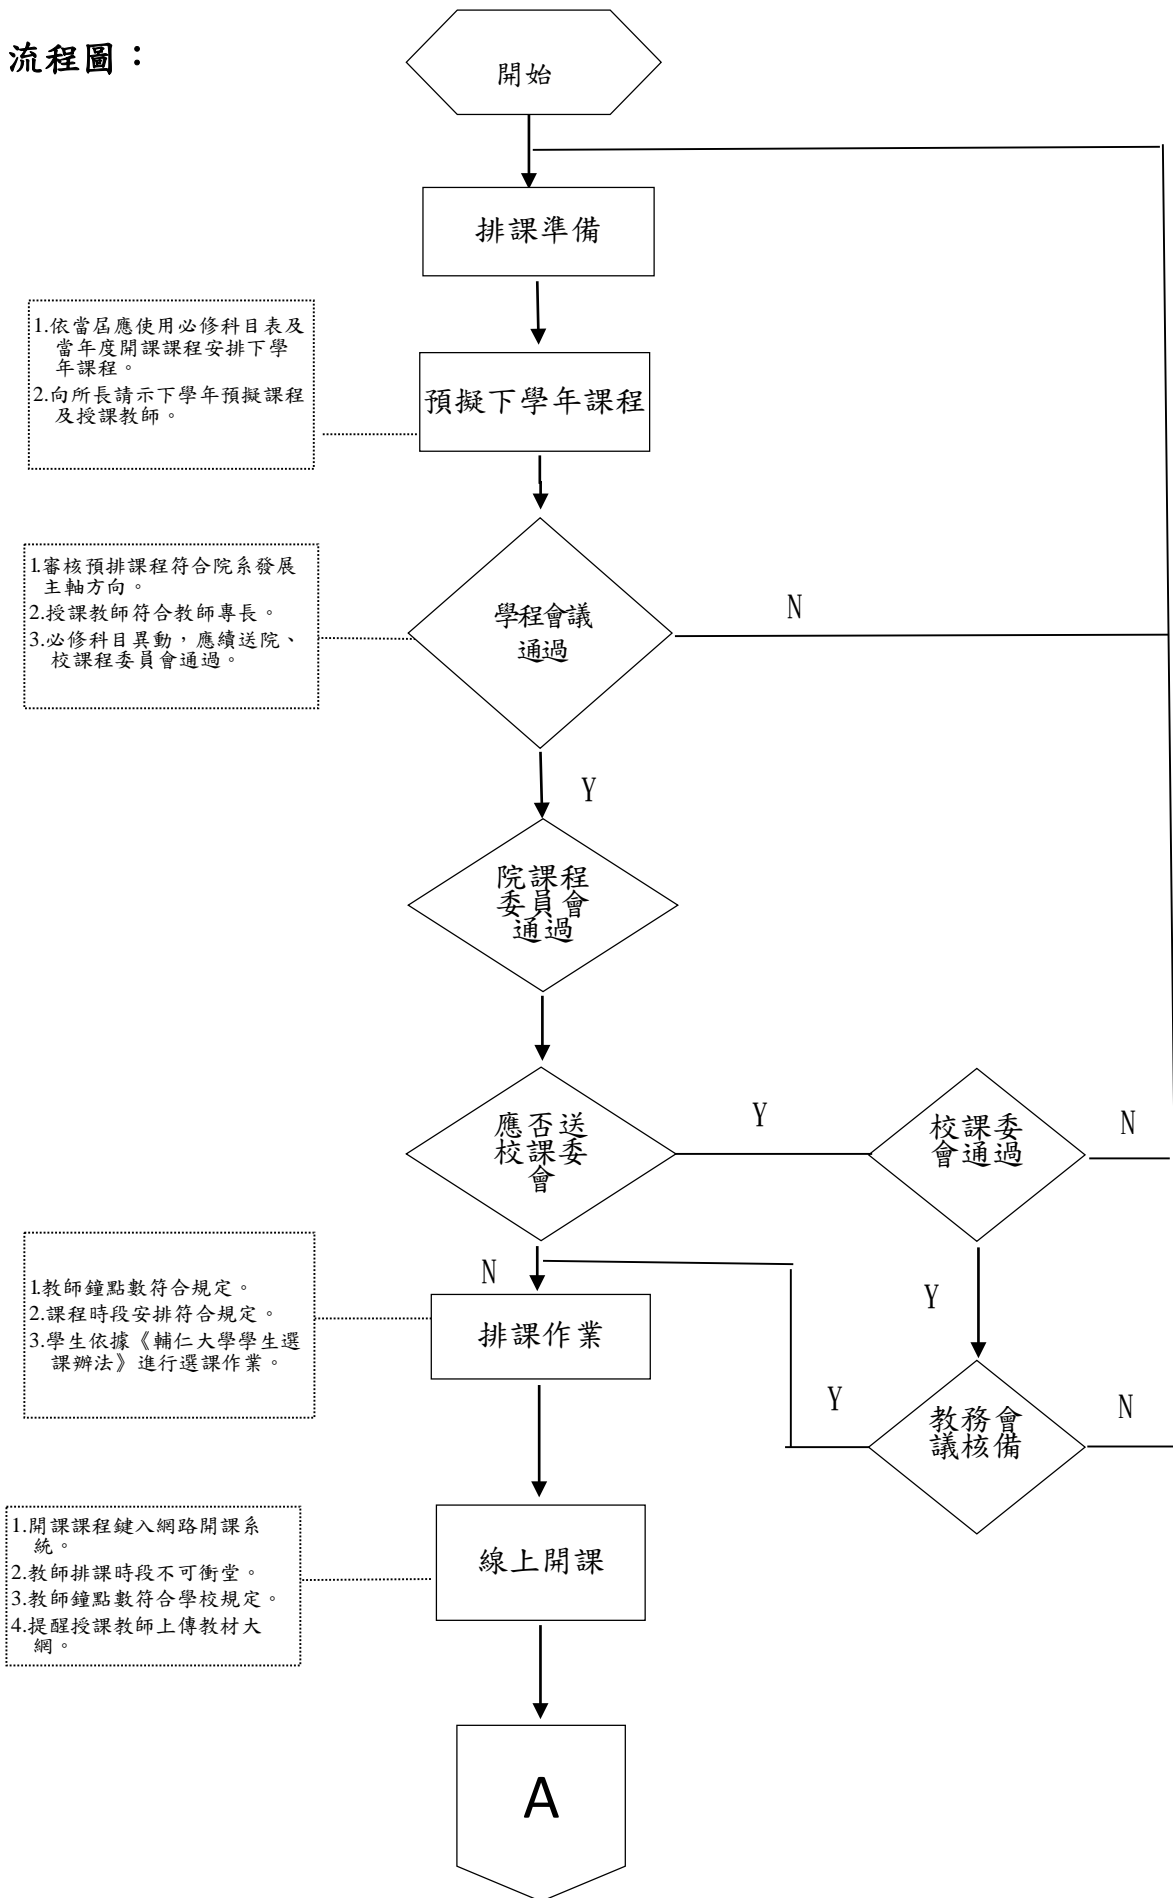 流程圖：
開始
排課準備
1.依當屆應使用必修科目表及
當年度開課課程安排下學
年課程。
2.向所長請示下學年預擬課程
及授課教師。
預擬下學年課程
1.審核預排課程符合院系發展
主軸方向。
2.授課教師符合教師專長。
3.必修科目異動，應續送院、
校課程委員會通過。
學程會議
通過
N
Y
院課程
委員會
通過
應否送
校課委
會
Y
校課委
會通過
N
N
Y
1.教師鐘點數符合規定。
2.課程時段安排符合規定。
3.學生依據《輔仁大學學生選
課辦法》進行選課作業。
排課作業
Y
教務會
議核備
N
1.開課課程鍵入網路開課系
統。
2.教師排課時段不可衝堂。
3.教師鐘點數符合學校規定。
4.提醒授課教師上傳教材大
網。
線上開課
A